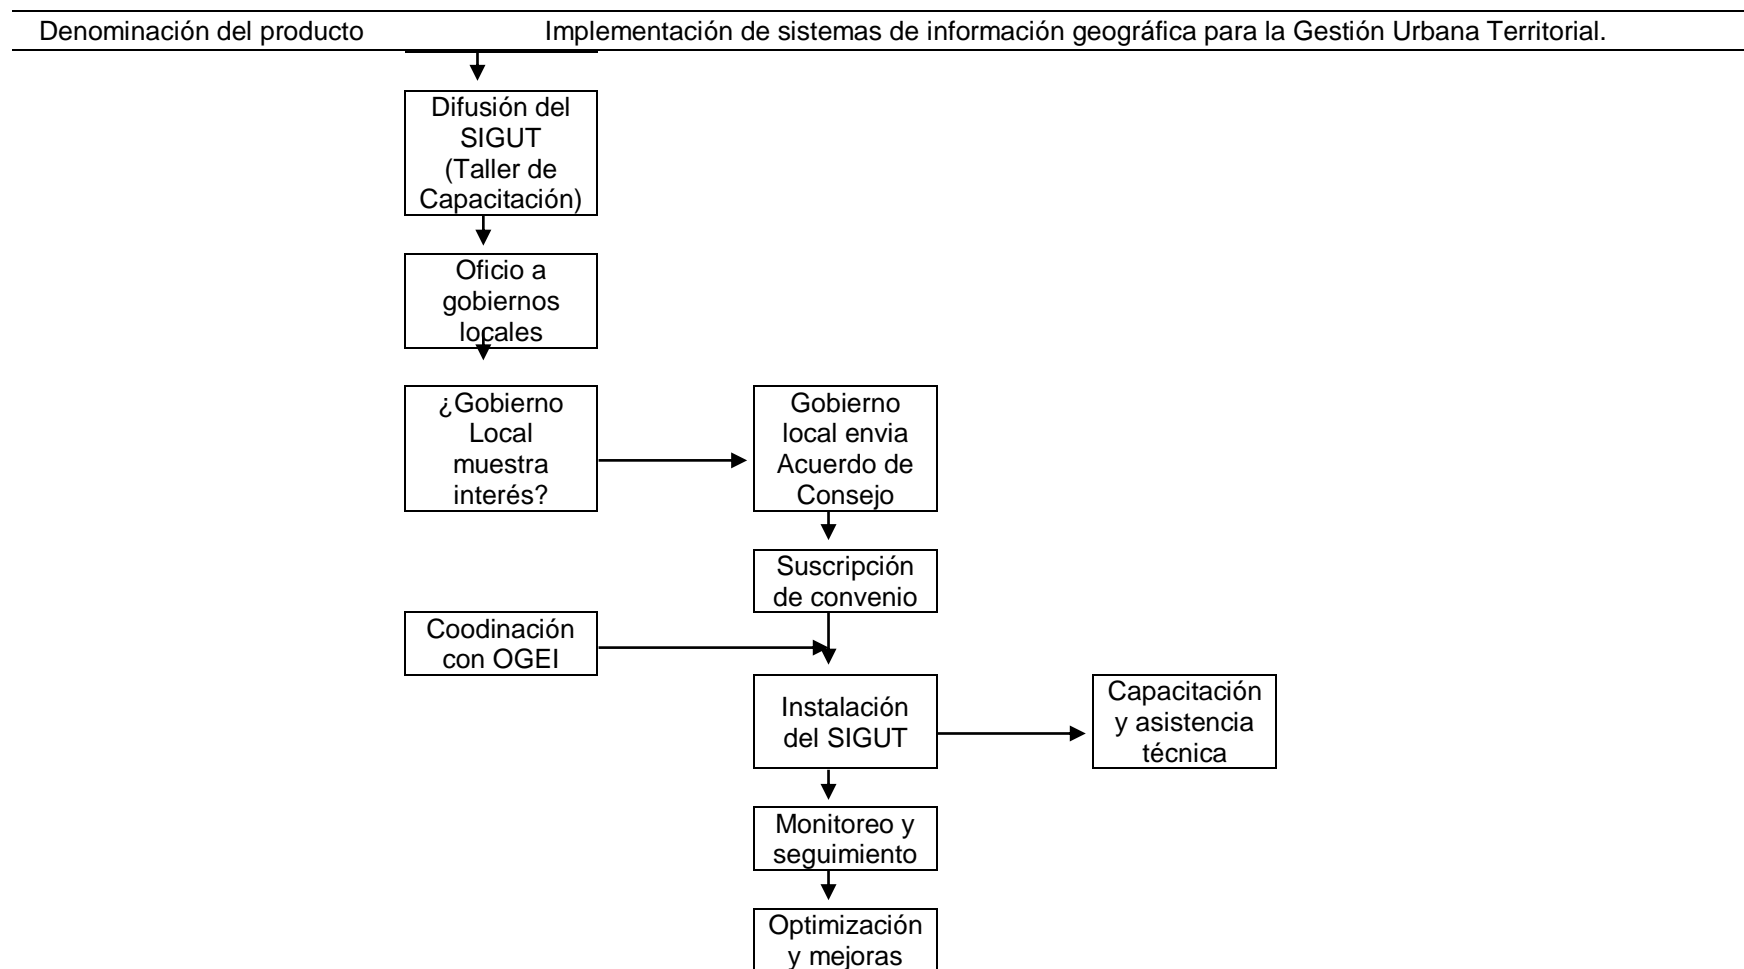 Denominación del producto
Implementación de sistemas de información geográfica para la Gestión Urbana Territorial.
Difusión del
SIGUT
(Taller de
Capacitación)
Oficio a
gobiernos
locales
¿Gobierno
Local
muestra
interés?
Gobierno
local envia
Acuerdo de
Consejo
Suscripción
de convenio
Coodinación
con OGEI
Instalación
del SIGUT
Capacitación
y asistencia
técnica
Monitoreo y
seguimiento
Optimización
y mejoras